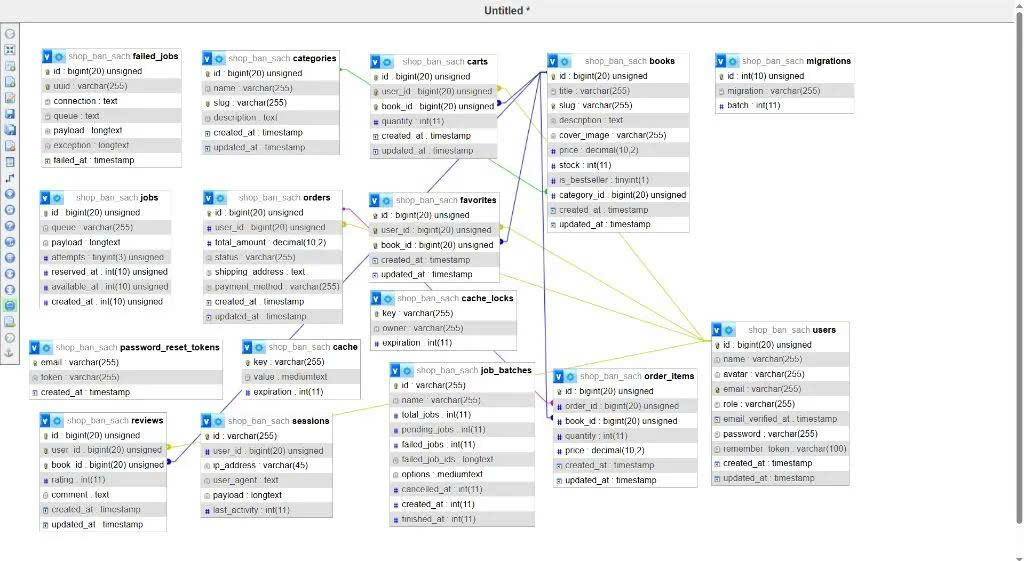 Untitled *
shop_ban_sach failed_jobs
id : bigint(20) unsigned
uuid : varchar(255)
connection : text
queue : text
payload : longtext
exception : longtext
failed_at : timestamp
shop_ban_sach categories
id : bigint(20) unsigned
name : varchar(255)
slug : varchar(255)
description : text
created_at : timestamp
updated_at : timestamp
shop_ban_sach carts
id : bigint(20) unsigned
user_id : bigint(20) unsigned
book_id : bigint(20) unsigned
quantity : int(11)
created_at : timestamp
updated_at : timestamp
shop_ban_sach books
id : bigint(20) unsigned
title : varchar(255)
slug : varchar(255)
description : text
cover_image : varchar(255)
price : decimal(10,2)
stock : int(11)
is_bestseller : tinyint(1)
category_id : bigint(20) unsigned
created_at : timestamp
updated_at : timestamp
shop_ban_sach migrations
id : int(10) unsigned
migration : varchar(255)
batch : int(11)
shop_ban_sach jobs
id : bigint(20) unsigned
queue : varchar(255)
payload : longtext
attempts : tinyint(3) unsigned
reserved_at : int(10) unsigned
available_at : int(10) unsigned
created_at : int(10) unsigned
shop_ban_sach orders
id : bigint(20) unsigned
user_id : bigint(20) unsigned
total_amount : decimal(10,2)
status : varchar(255)
shipping_address : text
payment_method : varchar(255)
created_at : timestamp
updated_at : timestamp
shop_ban_sach favorites
id : bigint(20) unsigned
user_id : bigint(20) unsigned
book_id : bigint(20) unsigned
created_at : timestamp
updated_at : timestamp
shop_ban_sach cache_locks
key : varchar(255)
owner : varchar(255)
expiration : int(11)
shop_ban_sach users
id : bigint(20) unsigned
name : varchar(255)
avatar : varchar(255)
email : varchar(255)
role : varchar(255)
email_verified_at : timestamp
password : varchar(255)
remember_token : varchar(100)
created_at : timestamp
updated_at : timestamp
shop_ban_sach password_reset_tokens
email : varchar(255)
token : varchar(255)
created_at : timestamp
shop_ban_sach cache
key : varchar(255)
value : mediumtext
expiration : int(11)
shop_ban_sach job_batches
id : varchar(255)
name : varchar(255)
total_jobs : int(11)
pending_jobs : int(11)
failed_jobs : int(11)
failed_job_ids : longtext
options : mediumtext
cancelled_at : int(11)
created_at : int(11)
finished_at : int(11)
shop_ban_sach order_items
id : bigint(20) unsigned
order_id : bigint(20) unsigned
book_id : bigint(20) unsigned
quantity : int(11)
price : decimal(10,2)
created_at : timestamp
updated_at : timestamp
shop_ban_sach reviews
id : bigint(20) unsigned
user_id : bigint(20) unsigned
book_id : bigint(20) unsigned
rating : int(11)
comment : text
created_at : timestamp
updated_at : timestamp
shop_ban_sach sessions
id : varchar(255)
user_id : bigint(20) unsigned
ip_address : varchar(45)
user_agent : text
payload : longtext
last_activity : int(11)